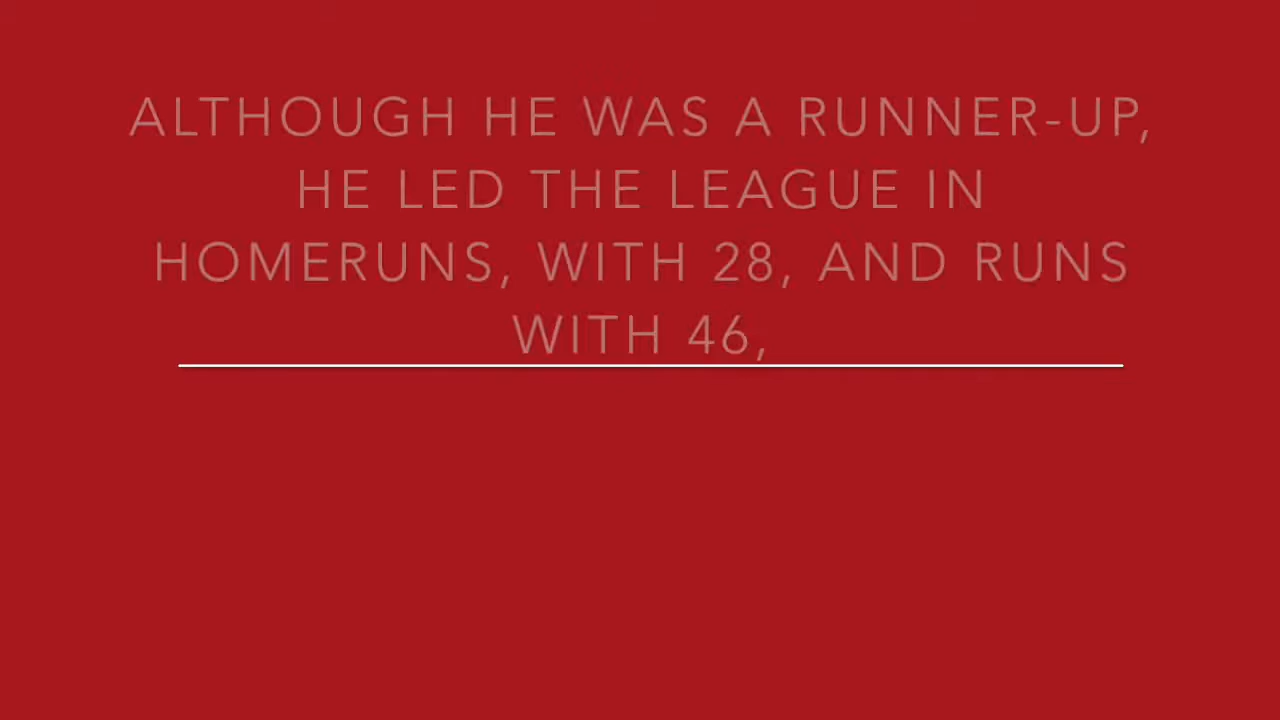 ALTHOUGH HE WAS A RUNNER-UP,
HE LED THE LEAGUE IN
HOMERUNS, WITH 28, AND RUNS
WITH 46,